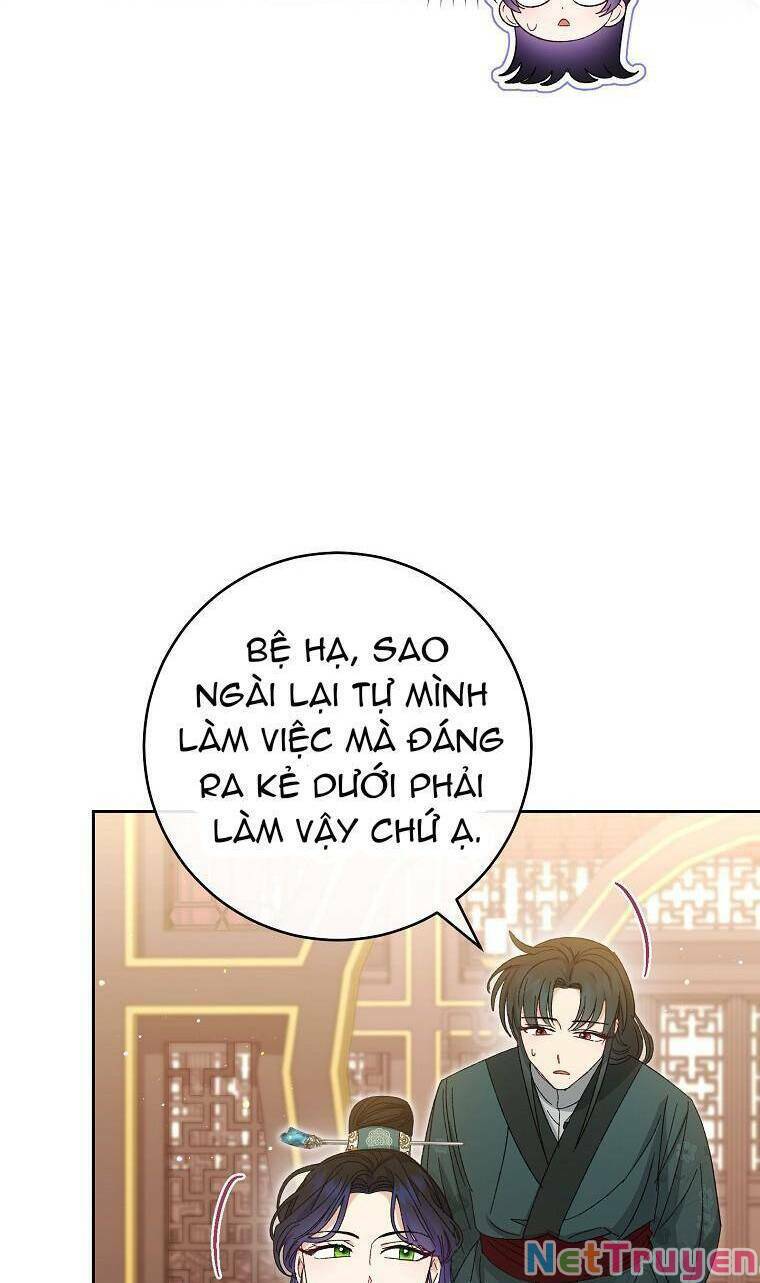 BỆ HẠ, SAO
NGÀI LẠI TỰ MÌNH
LÀM VIỆC MÀ ĐÁNG
RA KẺ DƯỚI PHẢI
LÀM VẬY CHỨ Ạ.
NetTruyen